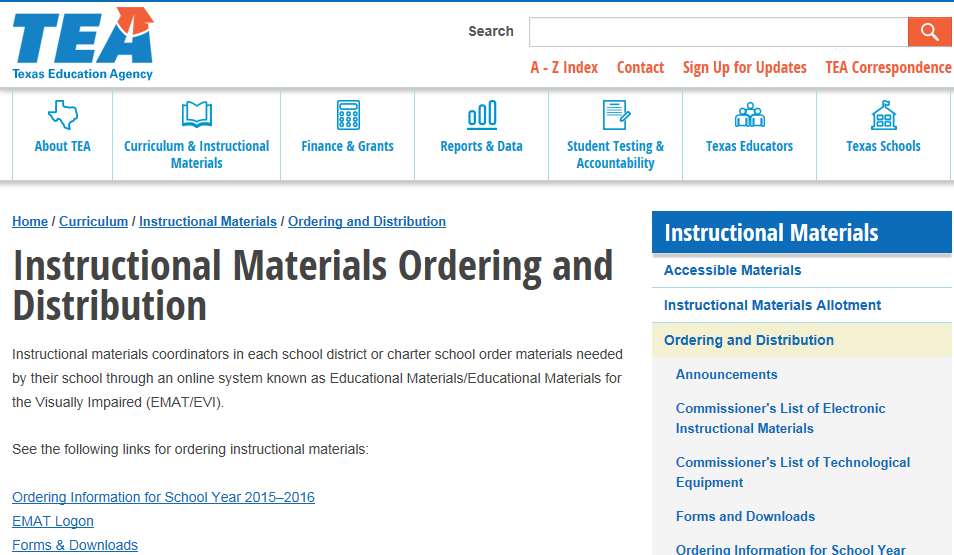 TEA
Texas Education Agency
Search
A - Z Index Contact Sign Up for Updates TEA Correspondence
About TEA
Curriculum & Instructional
Materials
Finance & Grants
Reports & Data
Student Testing &
Accountability
Texas Educators
Texas Schools
Home / Curriculum / Instructional Materials / Ordering and Distribution
Instructional Materials Ordering and
Distribution
Instructional materials coordinators in each school district or charter school order materials needed
by their school through an online system known as Educational Materials/Educational Materials for
the Visually Impaired (EMAT/EVI).
See the following links for ordering instructional materials:
Ordering Information for School Year 2015–2016
EMAT Logon
Forms & Downloads
Instructional Materials
Accessible Materials
Instructional Materials Allotment
Ordering and Distribution
Announcements
Commissioner's List of Electronic
Instructional Materials
Commissioner's List of Technological
Equipment
Forms and Downloads
Ordering Information for School Year